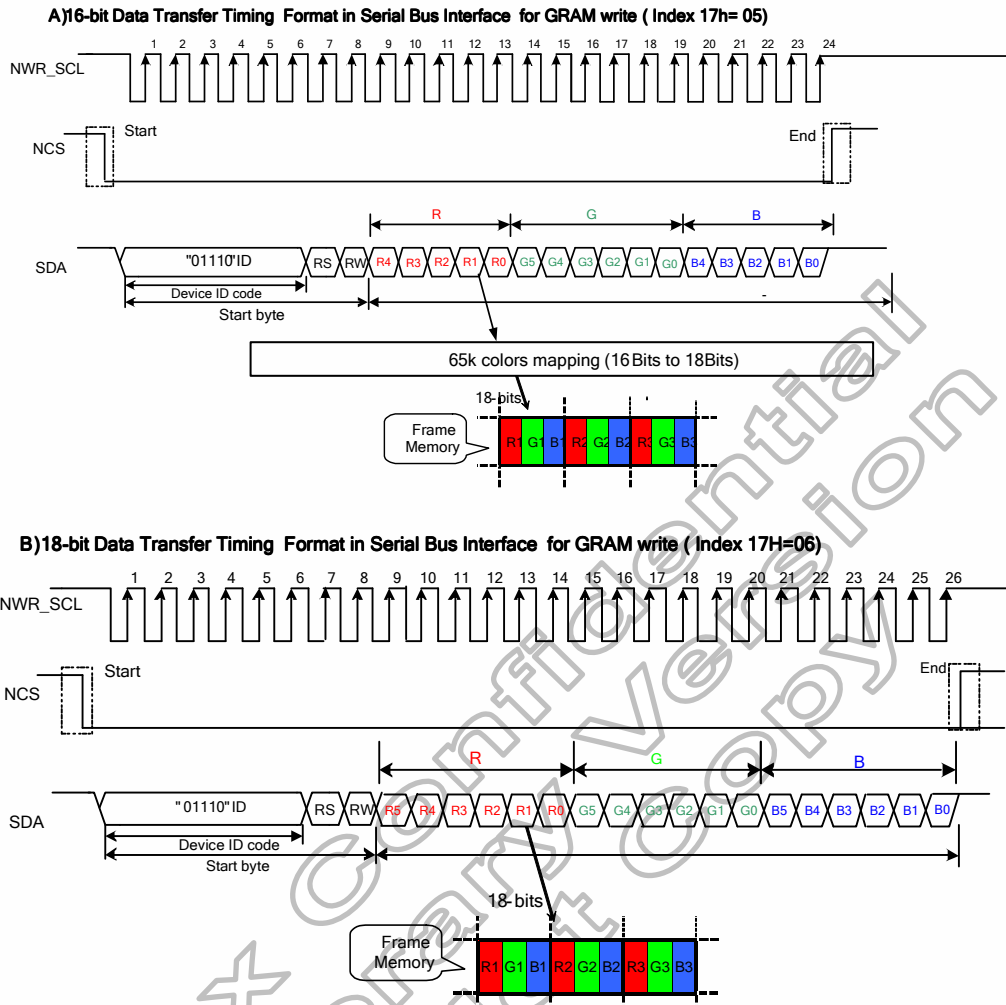 A)16-bit Data Transfer Timing Format in Serial Bus Interface for GRAM write ( Index 17h= 05)
1 2 3 4 5 6 7 8 9 10 11 12 13 14 15 16 17 18 19 20 21 22 23 24
NWR_SCL
Start
End
NCS
R G B
SDA
"01110"ID RS RW R4 R3 R2 R1 R0 G5 G4 G3 G2 G1 G0 B4 B3 B2 B1 B0
Device ID code
Start byte
-
65k colors mapping (16Bits to 18Bits)
18-bits
Frame
Memory
R1 G1 B1 R2 G2 B2 R3 G3 B3
B)18-bit Data Transfer Timing Format in Serial Bus Interface for GRAM write ( Index 17H=06)
1 2 3 4 5 6 7 8 9 10 11 12 13 14 15 16 17 18 19 20 21 22 23 24 25 26
NWR_SCL
Start
End
NCS
R G B
SDA
"01110"ID RS RW R5 R4 R3 R2 R1 R0 G5 G4 G3 G2 G1 G0 B5 B4 B3 B2 B1 B0
Device ID code
Start byte
18-bits
Frame
Memory
R1 G1 B1 R2 G2 B2 R3 G3 B3
Confidential
Version
Copy